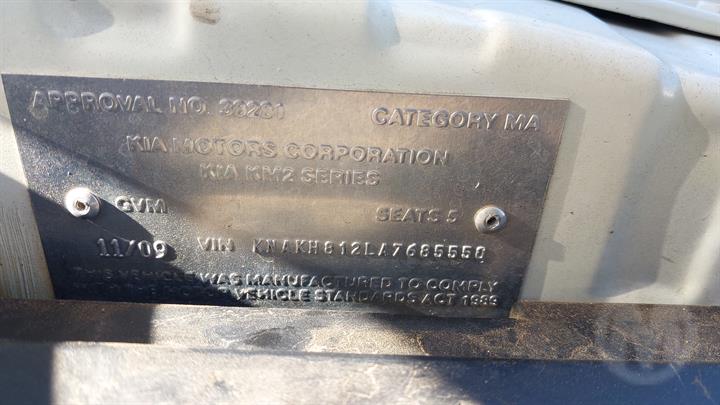 APPROVAL NO. 38281 CATEGORY MA
KIA MOTORS CORPORATION
KIA KM2 SERIES
GVM SEATS 5
11/09 VIN KNAKH812LA7685550
THIS VEHICLE WAS MANUFACTURED TO COMPLY
VEHICLE STANDARDS ACT 1989